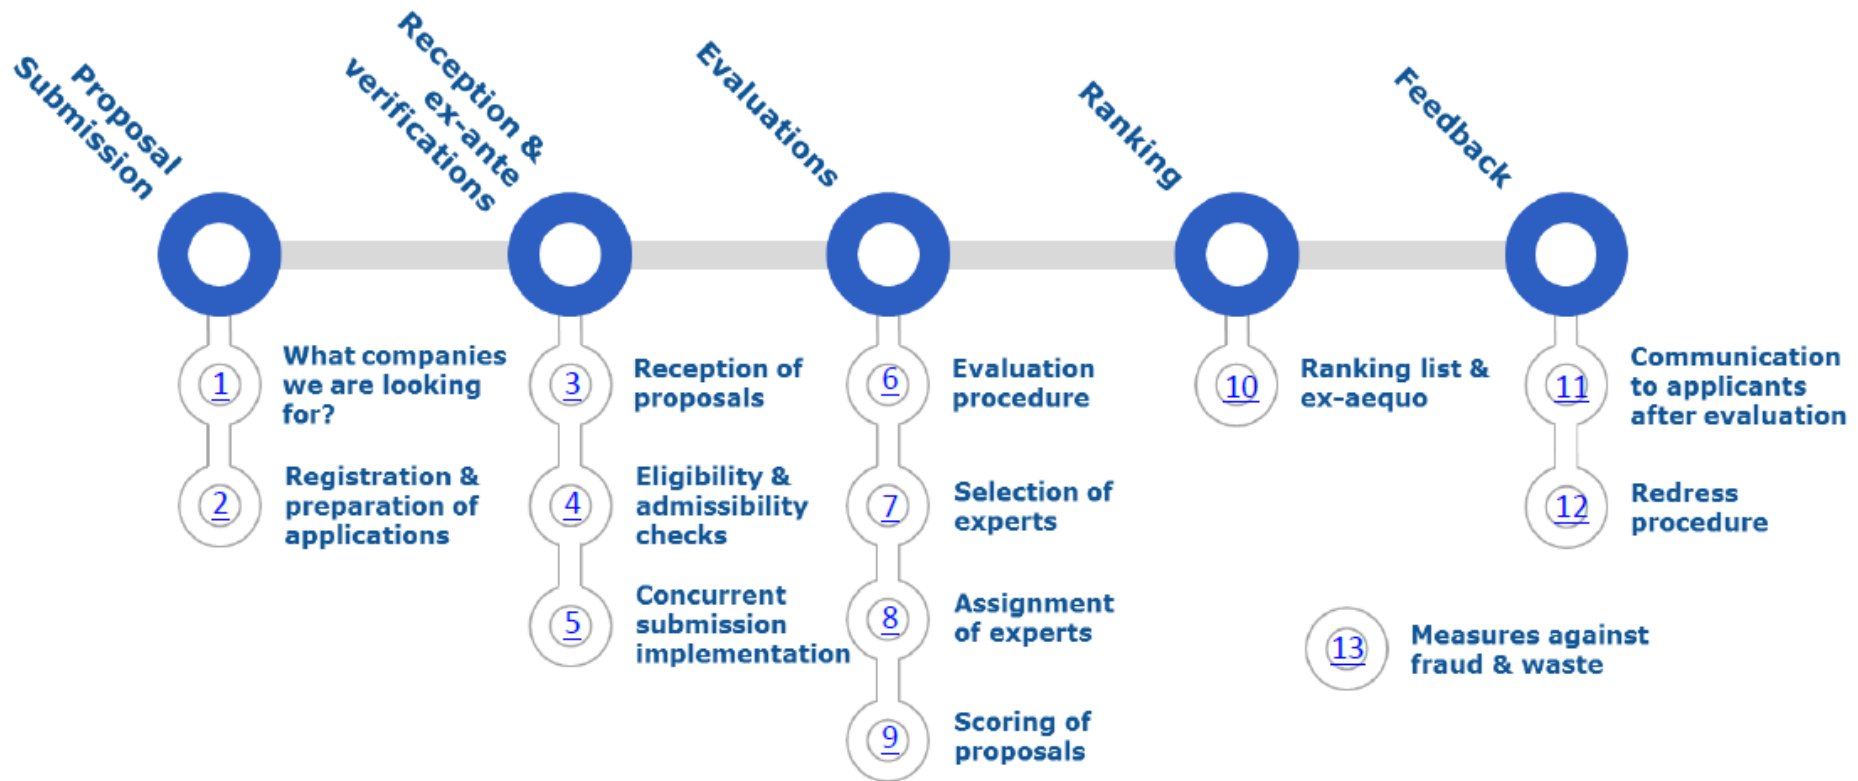 Proposal
Submission
Reception &
ex-ante
verifications
Evaluations
Ranking
Feedback
1
What companies
we are looking
for?
2
Registration &
preparation of
applications
3
Reception of
proposals
4
Eligibility &
admissibility
checks
5
Concurrent
submission
implementation
6
Evaluation
procedure
7
Selection of
experts
8
Assignment
of experts
9
Scoring of
proposals
10
Ranking list &
ex-aequo
11
Communication
to applicants
after evaluation
12
Redress
procedure
13
Measures against
fraud & waste